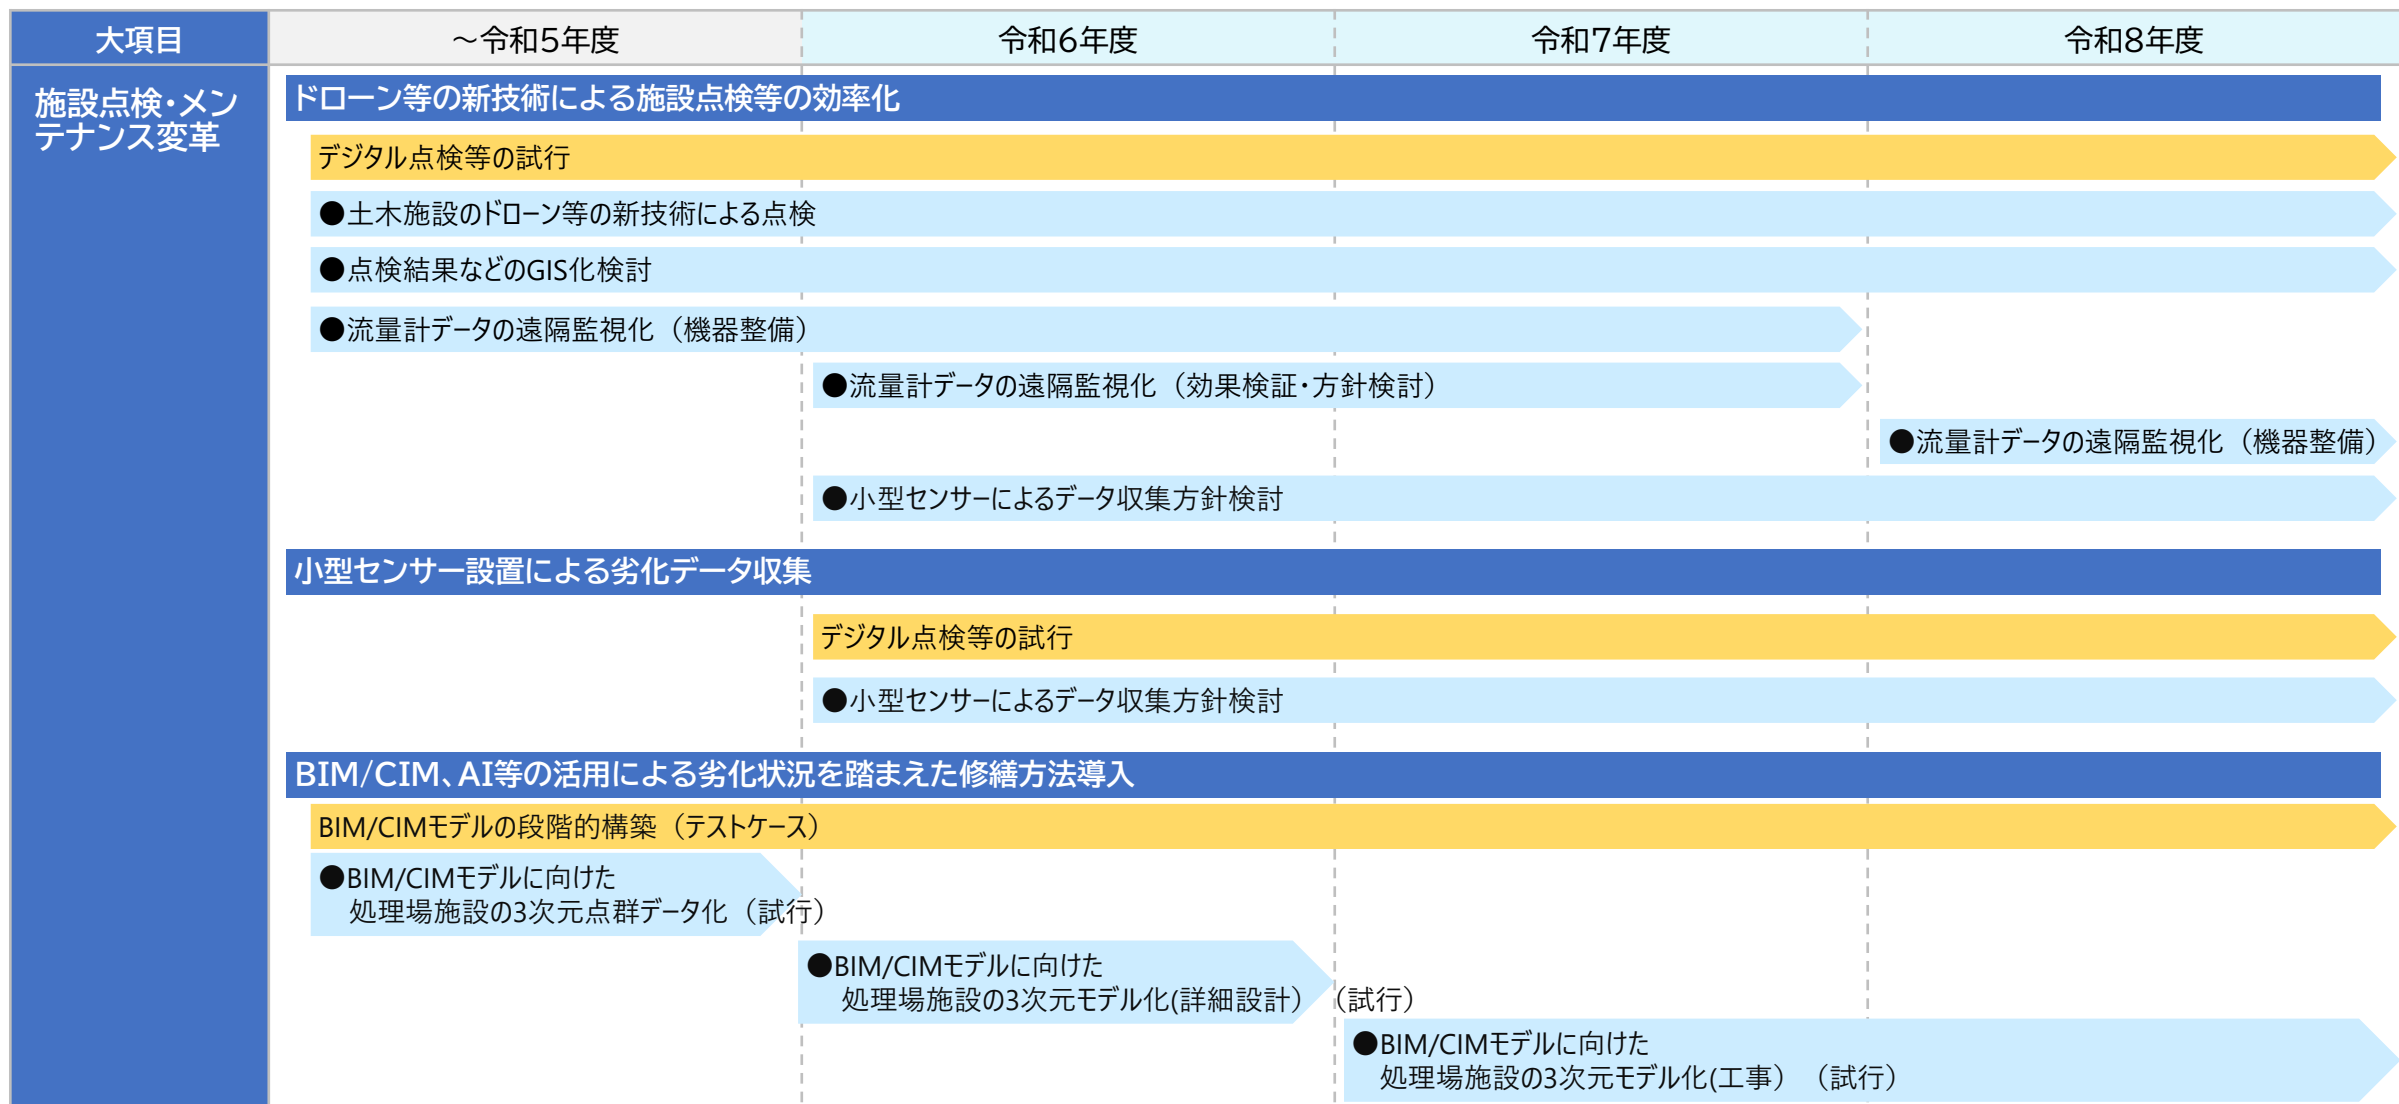 大項目
～令和5年度
令和6年度
令和7年度
令和8年度
施設点検・メン
テナンス変革
ドローン等の新技術による施設点検等の効率化
デジタル点検等の試行
●土木施設のドローン等の新技術による点検
●点検結果などのGIS化検討
●流量計データの遠隔監視化（機器整備）
●流量計データの遠隔監視化（効果検証・方針検討）
●流量計データの遠隔監視化（機器整備）
●小型センサーによるデータ収集方針検討
小型センサー設置による劣化データ収集
デジタル点検等の試行
●小型センサーによるデータ収集方針検討
BIM/CIM、AI等の活用による劣化状況を踏まえた修繕方法導入
BIM/CIMモデルの段階的構築（テストケース）
●BIM/CIMモデルに向けた
処理場施設の3次元点群データ化（試行）
●BIM/CIMモデルに向けた
処理場施設の3次元モデル化(詳細設計）（試行）
●BIM/CIMモデルに向けた
処理場施設の3次元モデル化(工事）（試行）